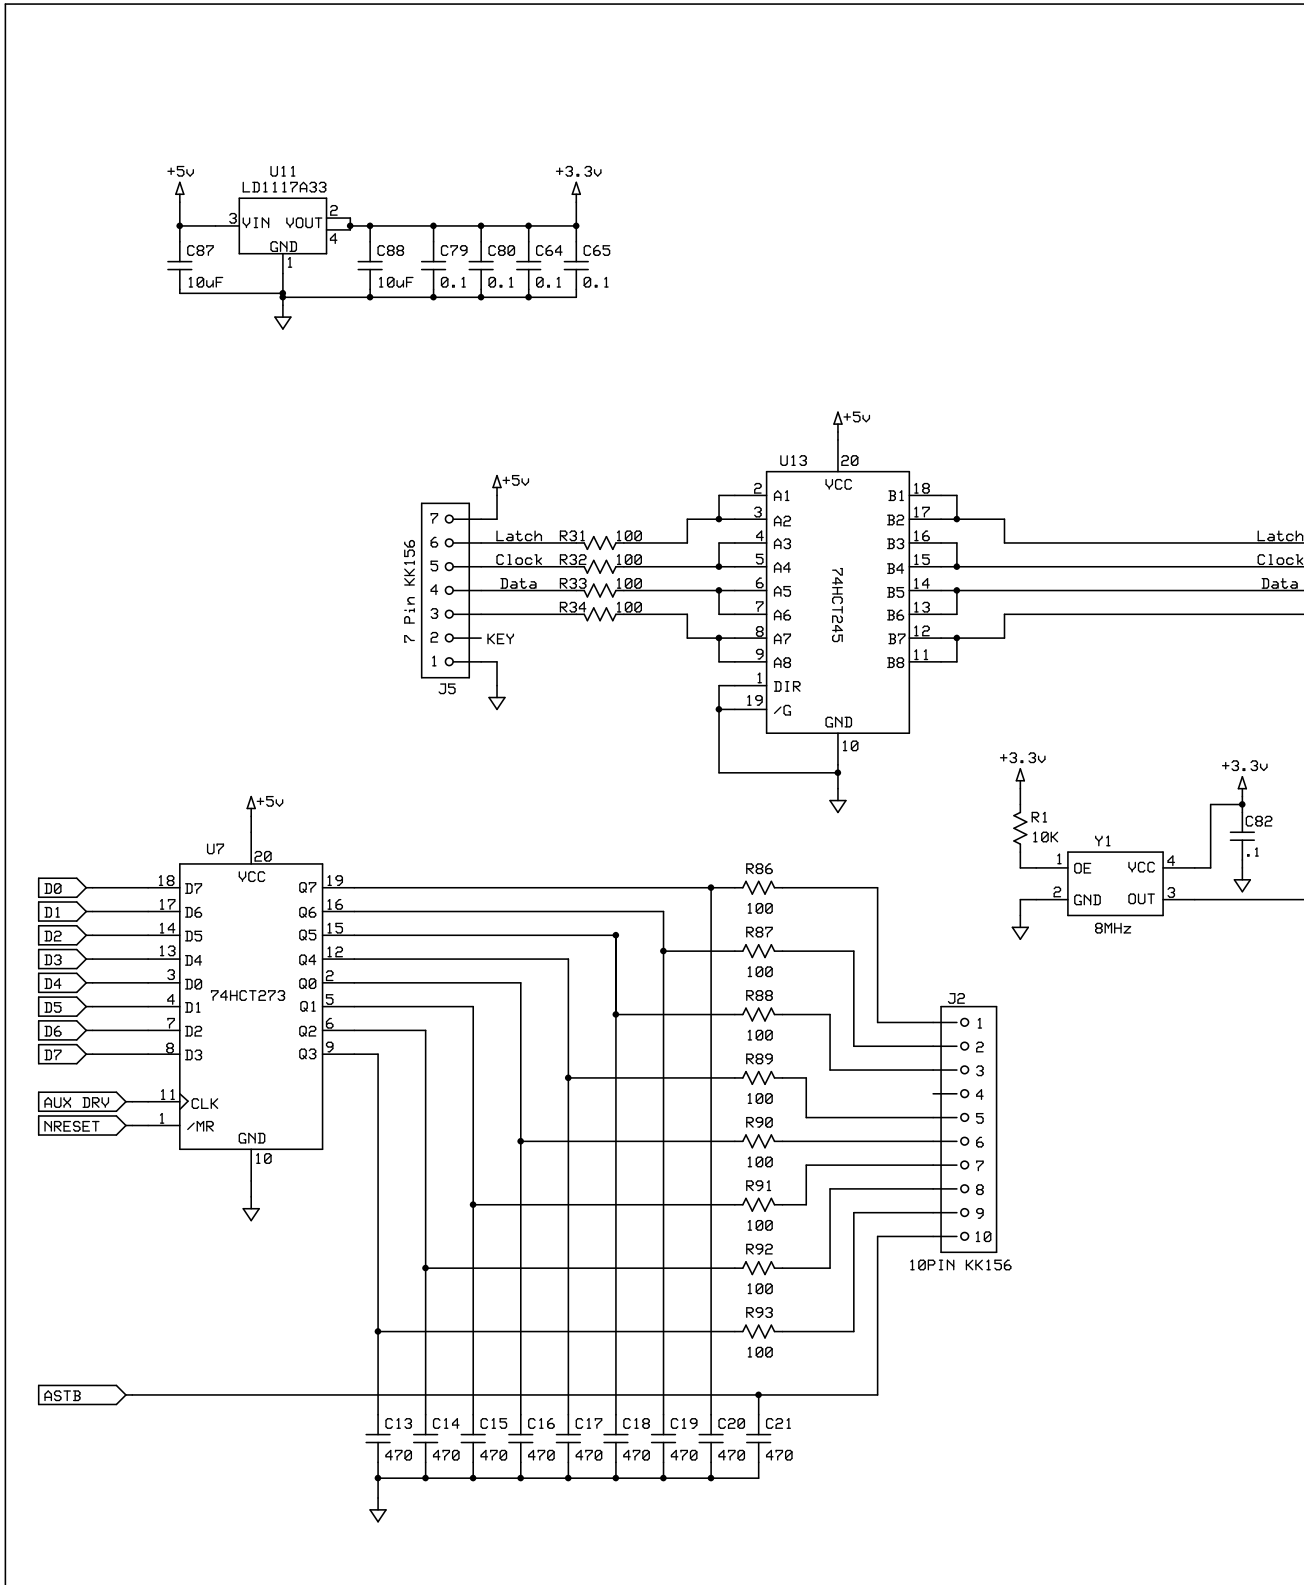 +5v
U11
LD1117A33
+3.3v
3 VIN VOUT 2
4
GND
1
C87
10uF
C88
10uF
C79
0.1
C80
0.1
C64
0.1
C65
0.1
+5v
U13
20
VCC
2 A1 B1 18
3 A2 B2 17
4 A3 B3 16
5 A4 B4 15
6 A5 B5 14
7 A6 B6 13
8 A7 B7 12
9 A8 B8 11
1 DIR
19 /G
74HCT245
GND
10
+5v
7 Pin KK156
7
6 Latch R31 100
5 Clock R32 100
4 Data R33 100
3 R34 100
2 KEY
1
J5
Latch
Clock
Data
+3.3v
R1
10K
+3.3v
C82
.1
Y1
1 OE VCC 4
2 GND OUT 3
8MHz
+5v
U7
20
VCC
D0 18 D7 Q7 19
D1 17 D6 Q6 16
D2 14 D5 Q5 15
D3 13 D4 Q4 12
D4 3 D0 Q0 2
D5 4 D1 Q1 5
D6 7 D2 Q2 6
D7 8 D3 Q3 9
74HCT273
AUX DRV 11 CLK
NRESET 1 /MR
GND
10
R86
100
R87
100
R88
100
R89
100
R90
100
R91
100
R92
100
R93
100
J2
1
2
3
4
5
6
7
8
9
10
10PIN KK156
ASTB
C13 C14 C15 C16 C17 C18 C19 C20 C21
470 470 470 470 470 470 470 470 470